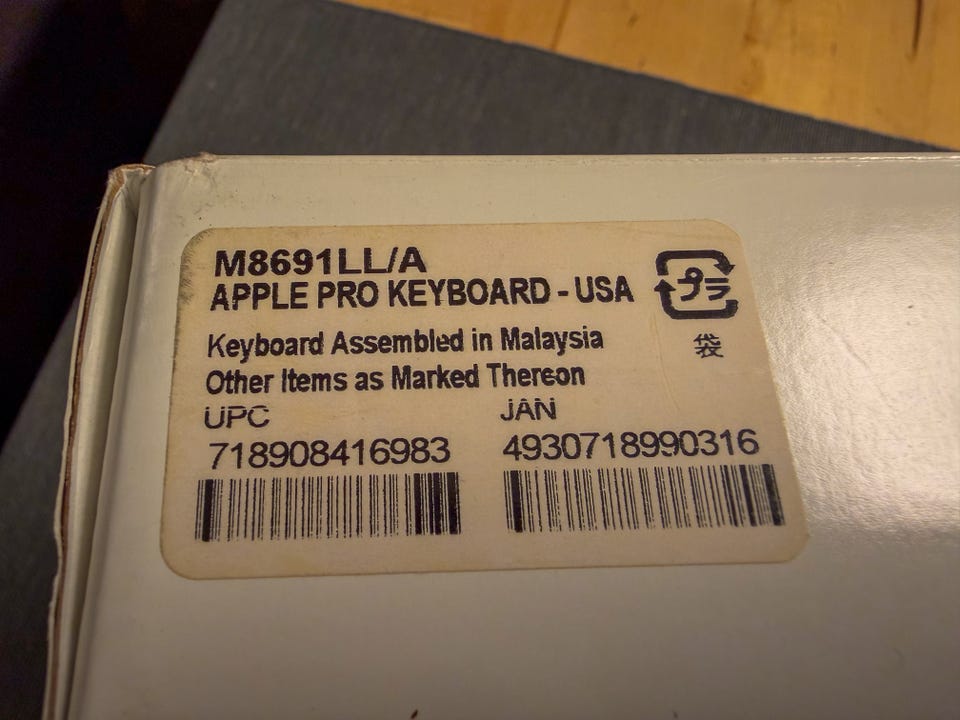 M8691LL/A
APPLE PRO KEYBOARD - USA
プラ
袋
Keyboard Assembled in Malaysia
Other Items as Marked Thereon
UPC JAN
718908416983 4930718990316